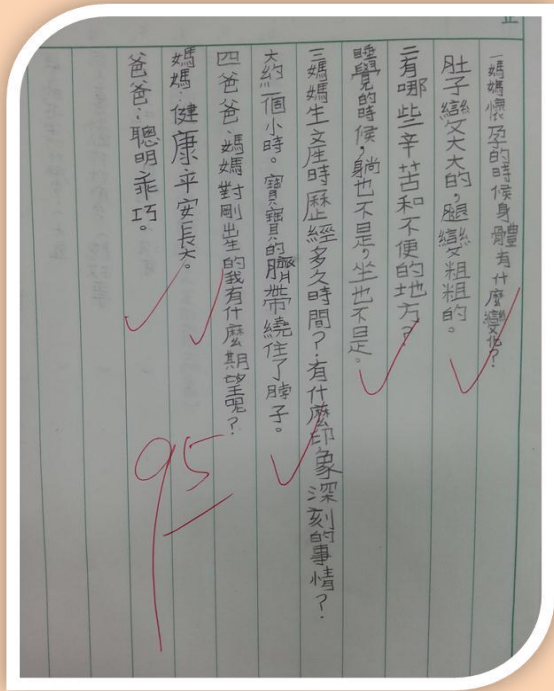 一媽媽懷孕的時候身體有什麼變化?
肚子變大大的,腿變粗粗的。
二有哪些辛苦和不便的地方?
睡覺的時候,躺也不是,坐也不是。
三媽媽生文產時歷經多久時間?有什麼印象深刻的事情?
大約一個小時。寶寶的臍帶繞住了脖子。
四爸爸、媽媽對剛出生的我有什麼期望呢?
媽媽:健康平安長大。
爸爸:聰明乖巧。
95